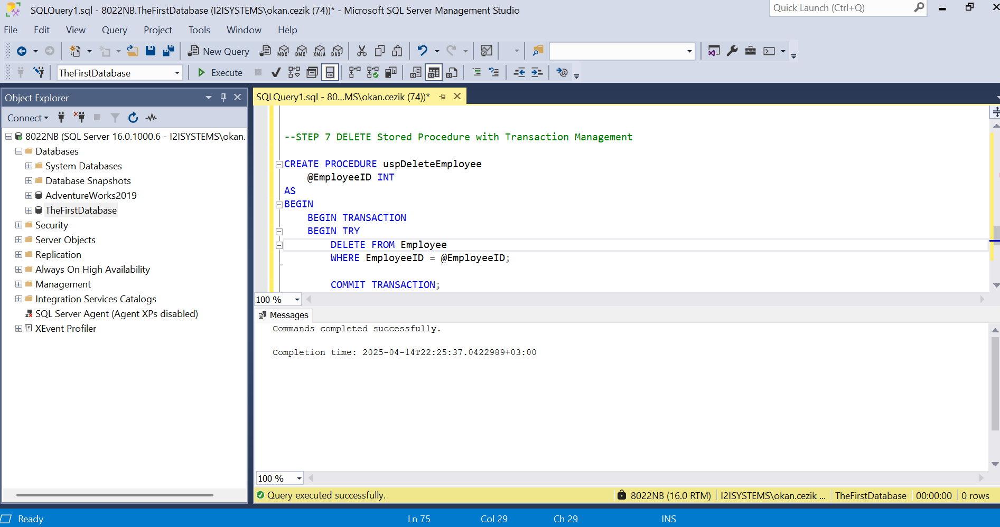 SQLQuery1.sql - 8022NB.TheFirstDatabase (I2ISYSTEMS\okan.cezik (74))* - Microsoft SQL Server Management Studio
Quick Launch (Ctrl+Q)
File Edit View Query Project Tools Window Help
New Query MDX DMX XMLA DAX
TheFirstDatabase Execute
Object Explorer
Connect
8022NB (SQL Server 16.0.1000.6 - I2ISYSTEMS\okan.
Databases
System Databases
Database Snapshots
AdventureWorks2019
TheFirstDatabase
Security
Server Objects
Replication
Always On High Availability
Management
Integration Services Catalogs
SQL Server Agent (Agent XPs disabled)
XEvent Profiler
SQLQuery1.sql - 80...MS\okan.cezik (74))*
--STEP 7 DELETE Stored Procedure with Transaction Management
CREATE PROCEDURE uspDeleteEmployee
@EmployeeID INT
AS
BEGIN
BEGIN TRANSACTION
BEGIN TRY
DELETE FROM Employee
WHERE EmployeeID = @EmployeeID;
COMMIT TRANSACTION;
100 %
Messages
Commands completed successfully.
Completion time: 2025-04-14T22:25:37.0422989+03:00
100 %
Query executed successfully. 8022NB (16.0 RTM) I2ISYSTEMS\okan.cezik ... TheFirstDatabase 00:00:00 0 rows
Ready Ln 75 Col 29 Ch 29 INS